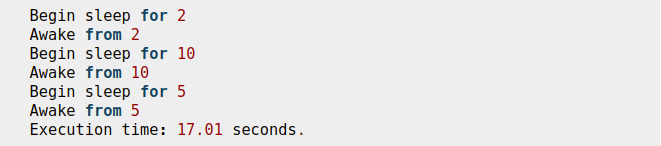 Begin sleep for 2
Awake from 2
Begin sleep for 10
Awake from 10
Begin sleep for 5
Awake from 5
Execution time: 17.01 seconds.